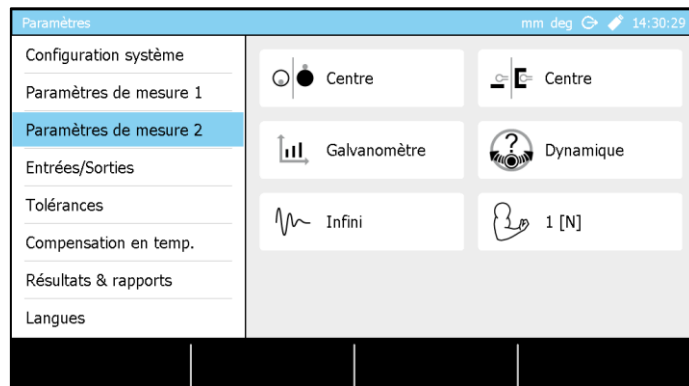 Paramètres
mm deg 14:30:29
Configuration système
Paramètres de mesure 1
Paramètres de mesure 2
Entrées/Sorties
Tolérances
Compensation en temp.
Résultats & rapports
Langues
Centre
Centre
Galvanomètre
? Dynamique
Infini
1 [N]